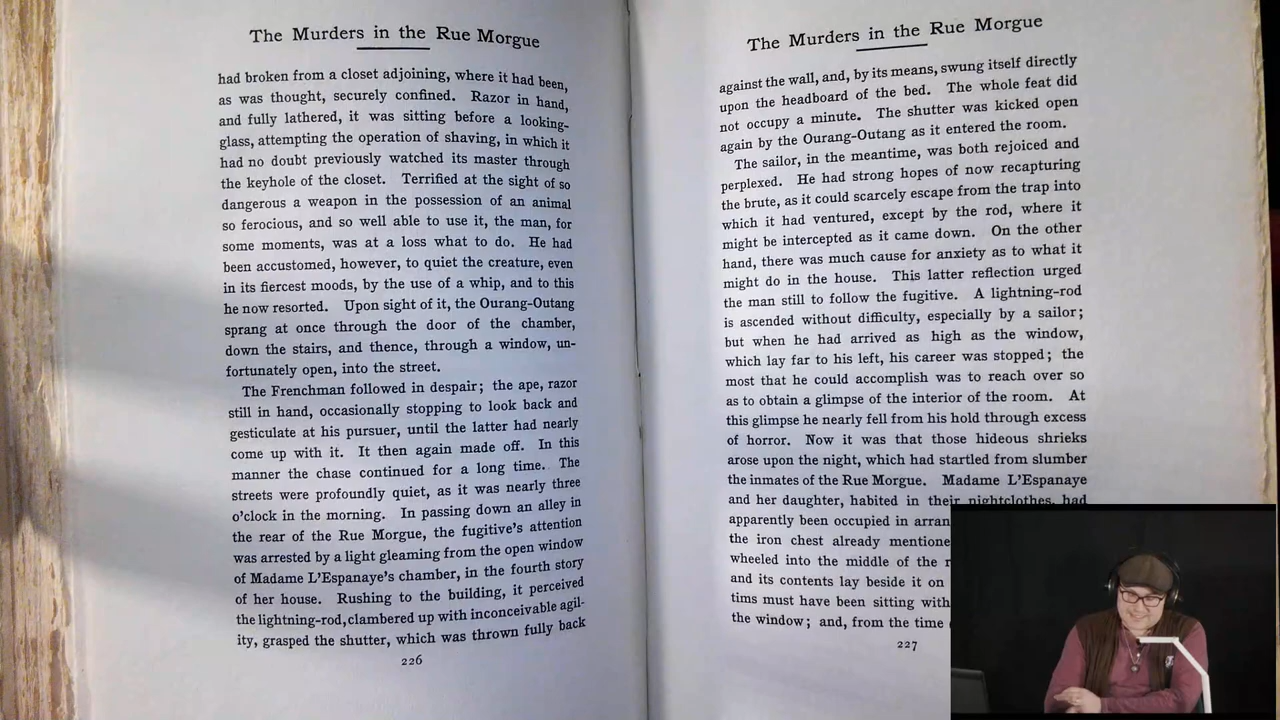 The Murders in the Rue Morgue
had broken from a closet adjoining, where it had been,
as was thought, securely confined. Razor in hand,
and fully lathered, it was sitting before a looking-
glass, attempting the operation of shaving, in which it
had no doubt previously watched its master through
the keyhole of the closet. Terrified at the sight of so
dangerous a weapon in the possession of an animal
so ferocious, and so well able to use it, the man, for
some moments, was at a loss what to do. He had
been accustomed, however, to quiet the creature, even
in its fiercest moods, by the use of a whip, and to this
he now resorted. Upon sight of it, the Ourang-Outang
sprang at once through the door of the chamber,
down the stairs, and thence, through a window, un-
fortunately open, into the street.
The Frenchman followed in despair; the ape, razor
still in hand, occasionally stopping to look back and
gesticulate at his pursuer, until the latter had nearly
come up with it. It then again made off. In this
manner the chase continued for a long time. The
streets were profoundly quiet, as it was nearly three
o'clock in the morning. In passing down an alley in
the rear of the Rue Morgue, the fugitive's attention
was arrested by a light gleaming from the open window
of Madame L'Espanaye's chamber, in the fourth story
of her house. Rushing to the building, it perceived
the lightning-rod, clambered up with inconceivable agil-
ity, grasped the shutter, which was thrown fully back
226
The Murders in the Rue Morgue
against the wall, and, by its means, swung itself directly
upon the headboard of the bed. The whole feat did
not occupy a minute. The shutter was kicked open
again by the Ourang-Outang as it entered the room.
The sailor, in the meantime, was both rejoiced and
perplexed. He had strong hopes of now recapturing
the brute, as it could scarcely escape from the trap into
which it had ventured, except by the rod, where it
might be intercepted as it came down. On the other
hand, there was much cause for anxiety as to what it
might do in the house. This latter reflection urged
the man still to follow the fugitive. A lightning-rod
is ascended without difficulty, especially by a sailor;
but when he had arrived as high as the window,
which lay far to his left, his career was stopped; the
most that he could accomplish was to reach over so
as to obtain a glimpse of the interior of the room. At
this glimpse he nearly fell from his hold through excess
of horror. Now it was that those hideous shrieks
arose upon the night, which had startled from slumber
the inmates of the Rue Morgue. Madame L'Espanaye
and her daughter, habited in their nightclothes, had
apparently been occupied in
the iron chest already
wheeled into the middle of the
and its contents lay beside it on
tims must have been sitting
the window; and, from the time
227